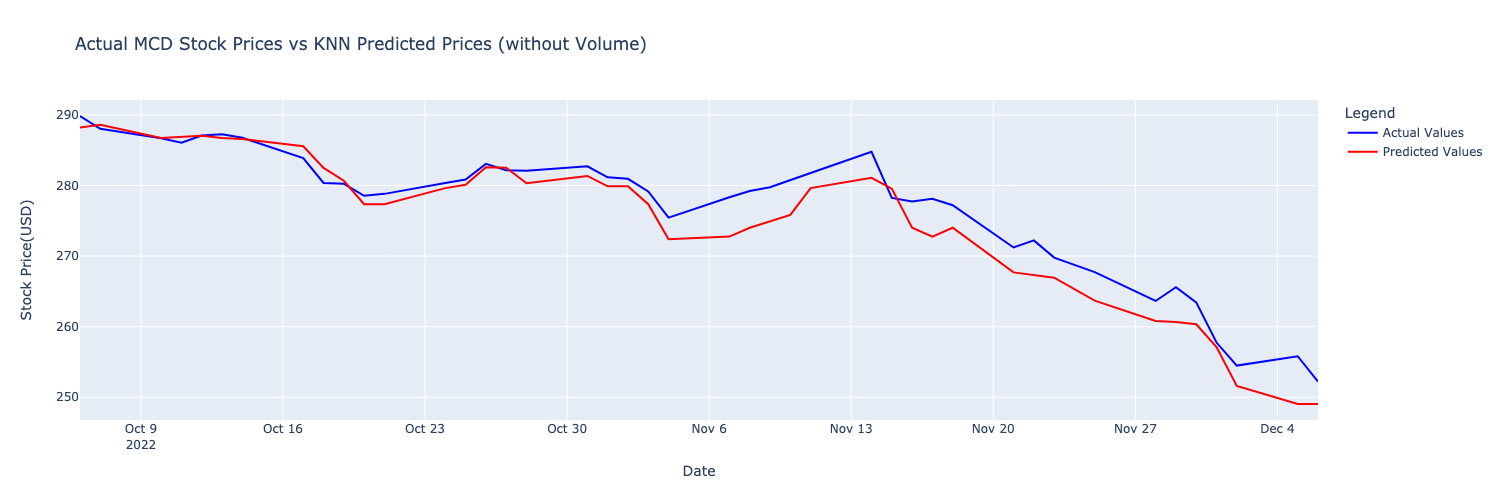 Actual MCD Stock Prices vs KNN Predicted Prices (without Volume)
Legend
Actual Values
Predicted Values
Stock Price(USD)
290
280
270
260
250
Oct 9
2022
Oct 16
Oct 23
Oct 30
Nov 6
Nov 13
Nov 20
Nov 27
Dec 4
Date